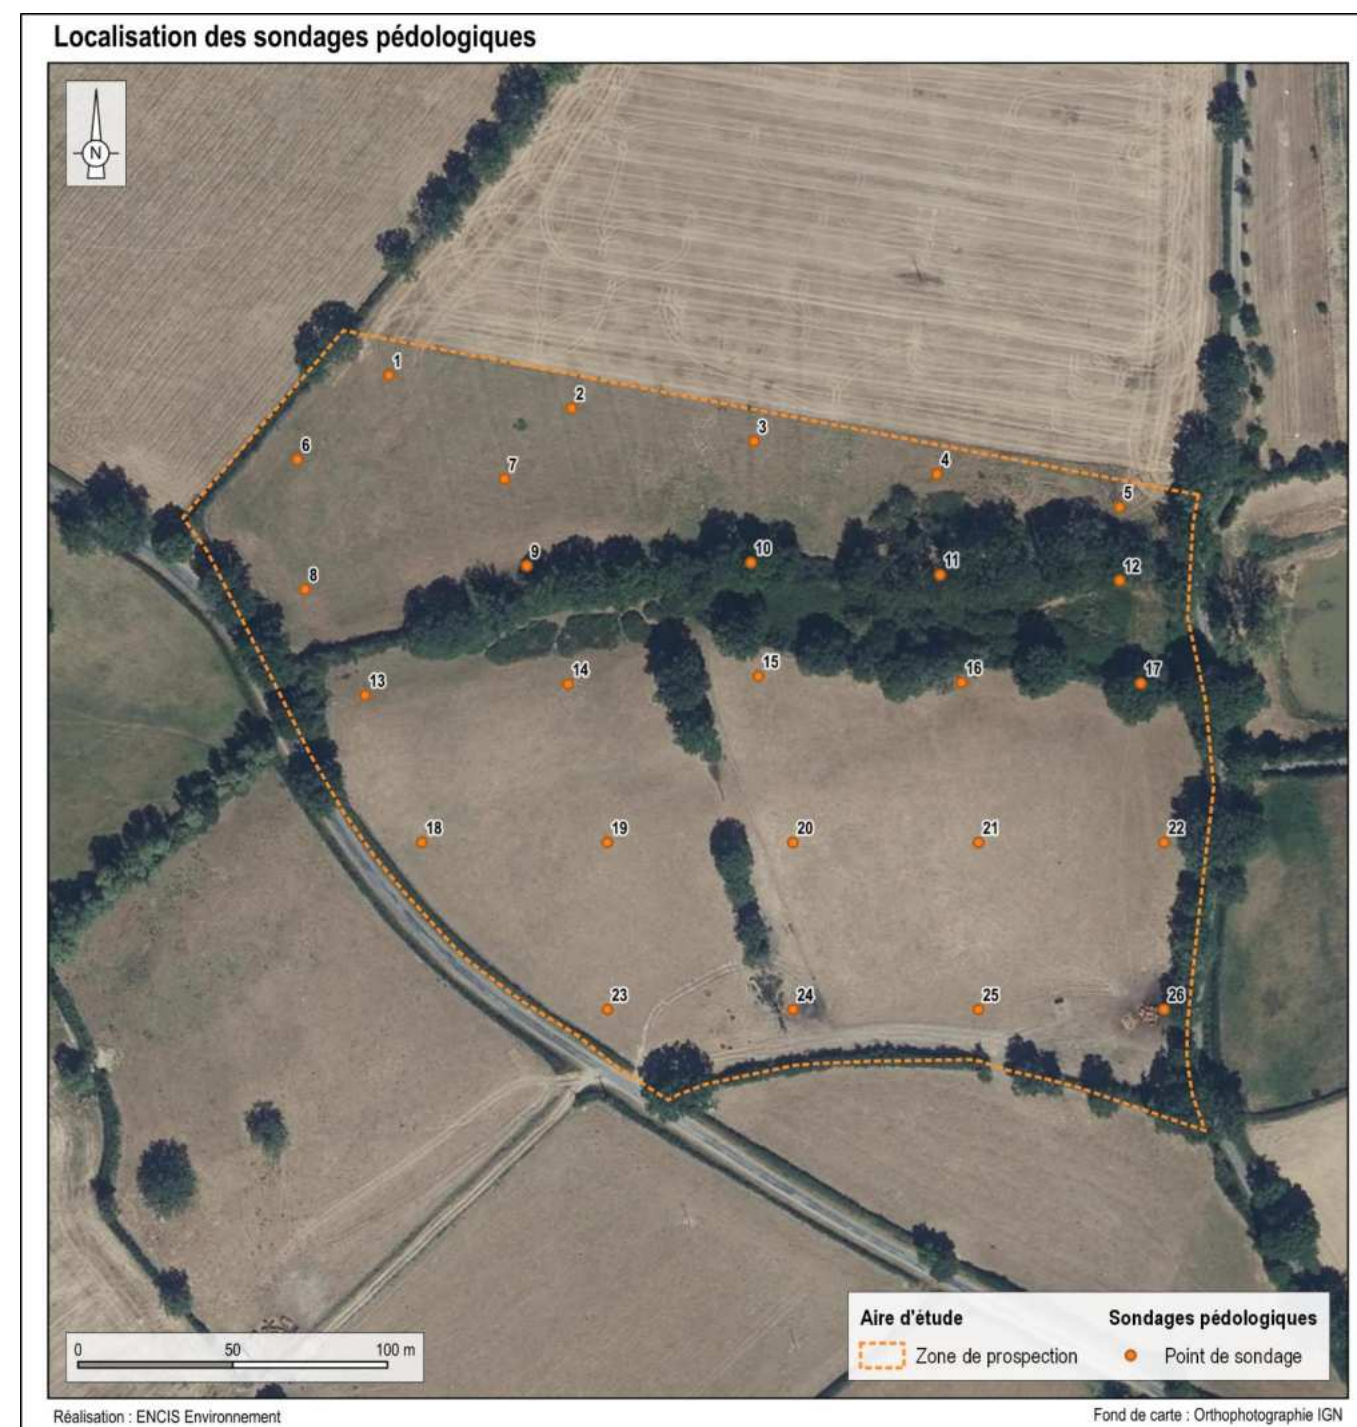 Localisation des sondages pédologiques
N
1
2
3
4
5
6
7
8
9
10
11
12
13
14
15
16
17
18
19
20
21
22
23
24
25
26
Aire d'étude
Zone de prospection
Sondages pédologiques
Point de sondage
0 50 100 m
Réalisation : ENCIS Environnement
Fond de carte : Orthophotographie IGN